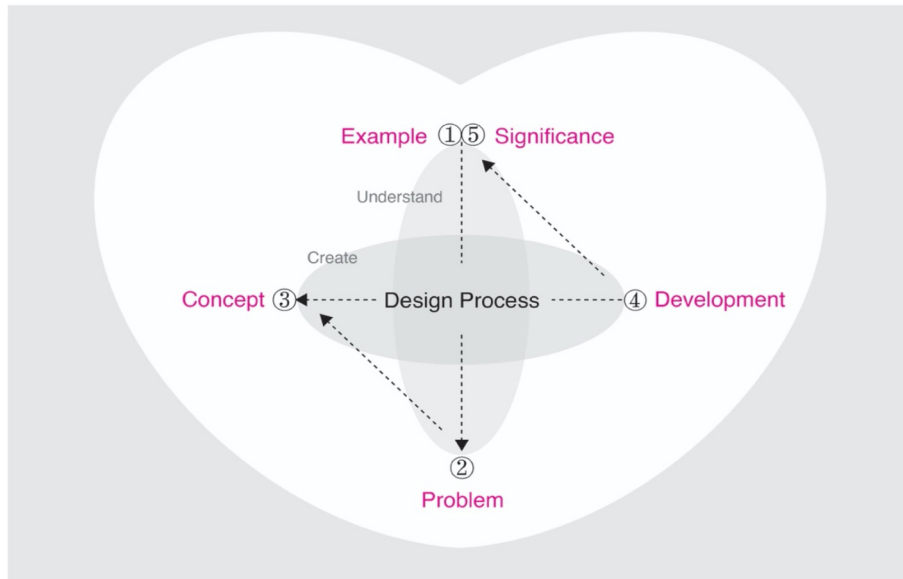 Example ①⑤ Significance
Understand
Create
Concept ③ Design Process ④ Development
②
Problem